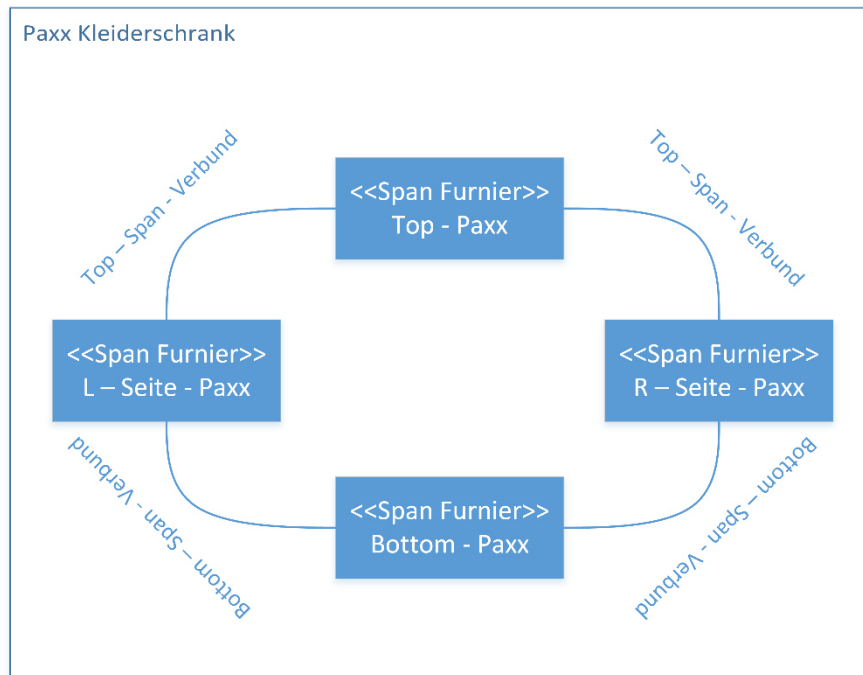 Paxx Kleiderschrank
Top – Span - Verbund
Top – Span - Verbund
<<Span Furnier>>
Top - Paxx
<<Span Furnier>>
L – Seite - Paxx
<<Span Furnier>>
R – Seite - Paxx
Bottom – Span - Verbund
Bottom – Span - Verbund
<<Span Furnier>>
Bottom - Paxx